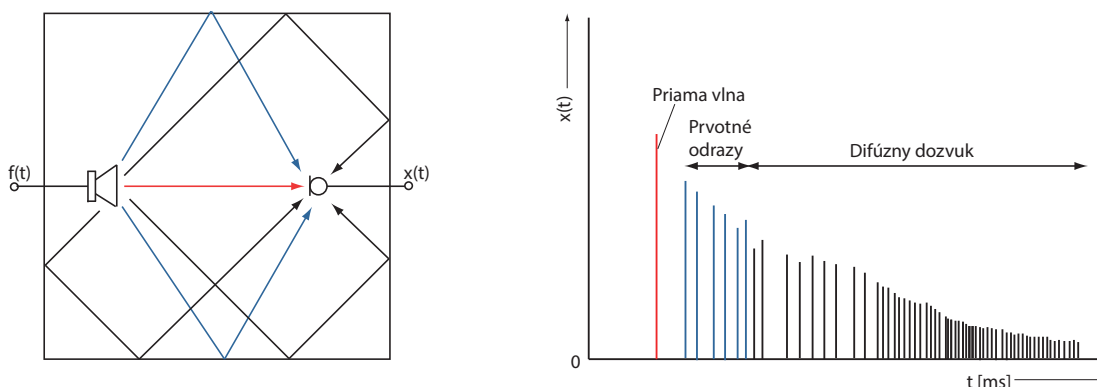 f(t)
x(t)
x(t)
Priama vlna
Prvotné
odrazy
Difúzny dozvuk
0
t [ms]